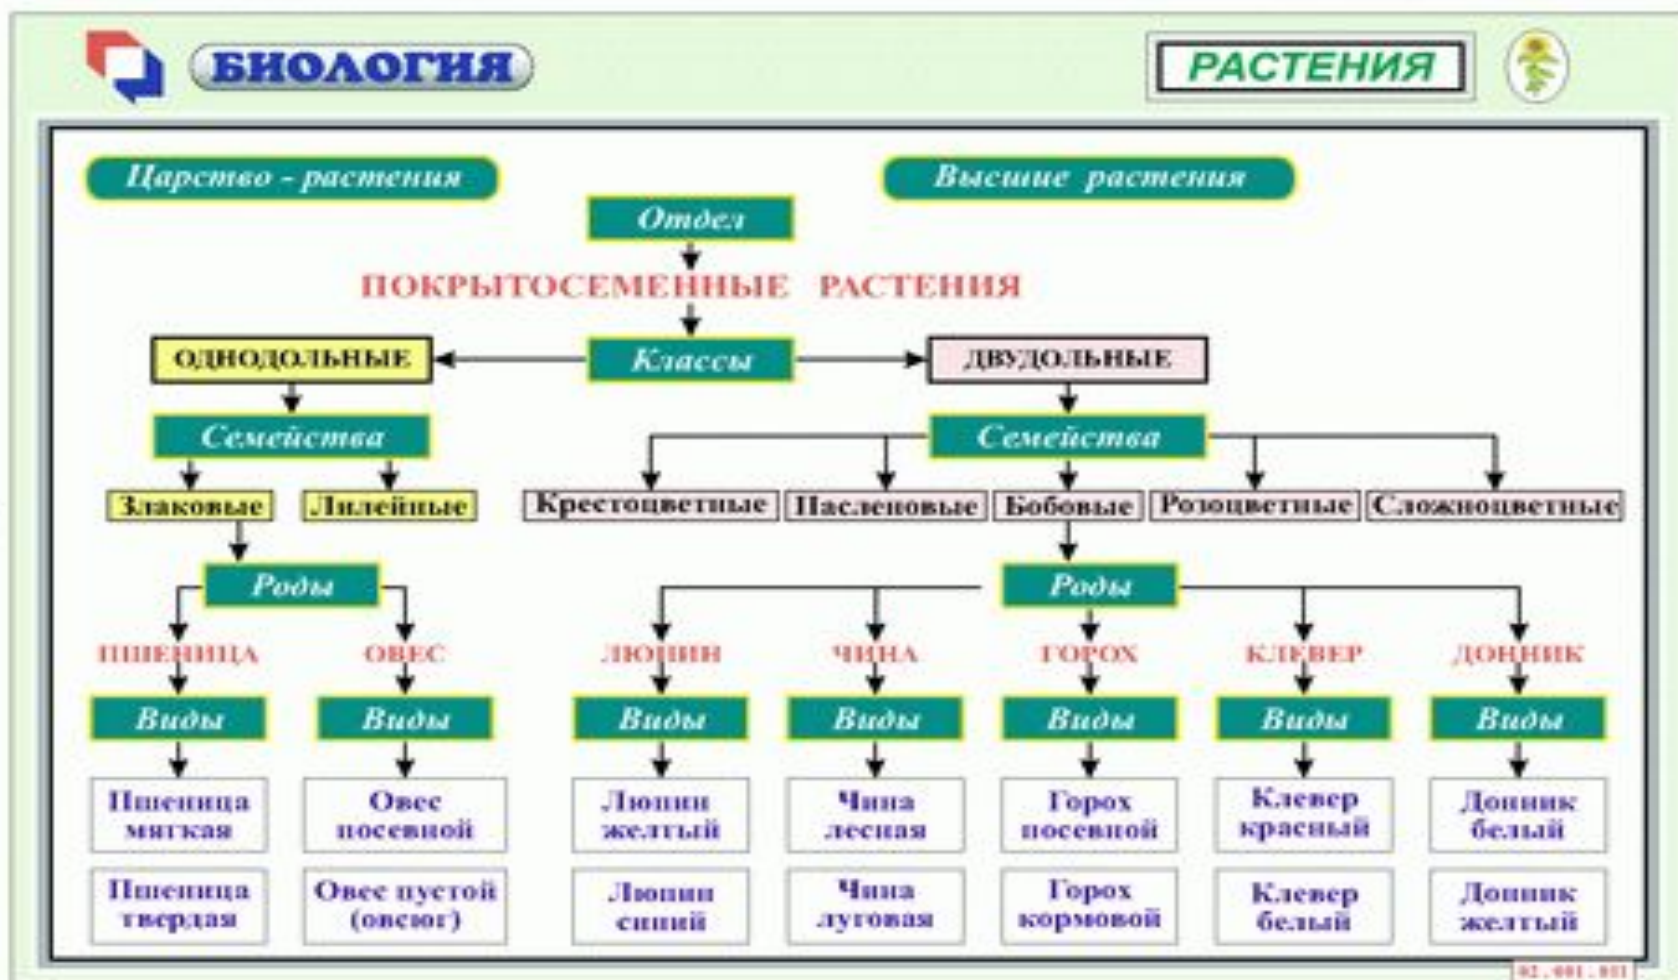 БИОЛОГИЯ
РАСТЕНИЯ
Царство - растения
Высшие растения
Отдел
ПОКРЫТОСЕМЕННЫЕ РАСТЕНИЯ
ОДНОДОЛЬНЫЕ
Классы
ДВУДОЛЬНЫЕ
Семейства
Семейства
Злаковые
Лилейные
Крестоцветные
Пасленовые
Бобовые
Розоцветные
Сложноцветные
Роды
Роды
ПШЕНИЦА
ОВЕС
ЛЮПИН
ЧИНА
ГОРОХ
КЛЕВЕР
ДОННИК
Виды
Виды
Виды
Виды
Виды
Виды
Виды
Пшеница
мягкая
Овес
посевной
Люпин
желтый
Чина
лесная
Горох
посевной
Клевер
красный
Донник
белый
Пшеница
твердая
Овес пустой
(овсюг)
Люпин
синий
Чина
луговая
Горох
кормовой
Клевер
белый
Донник
желтый